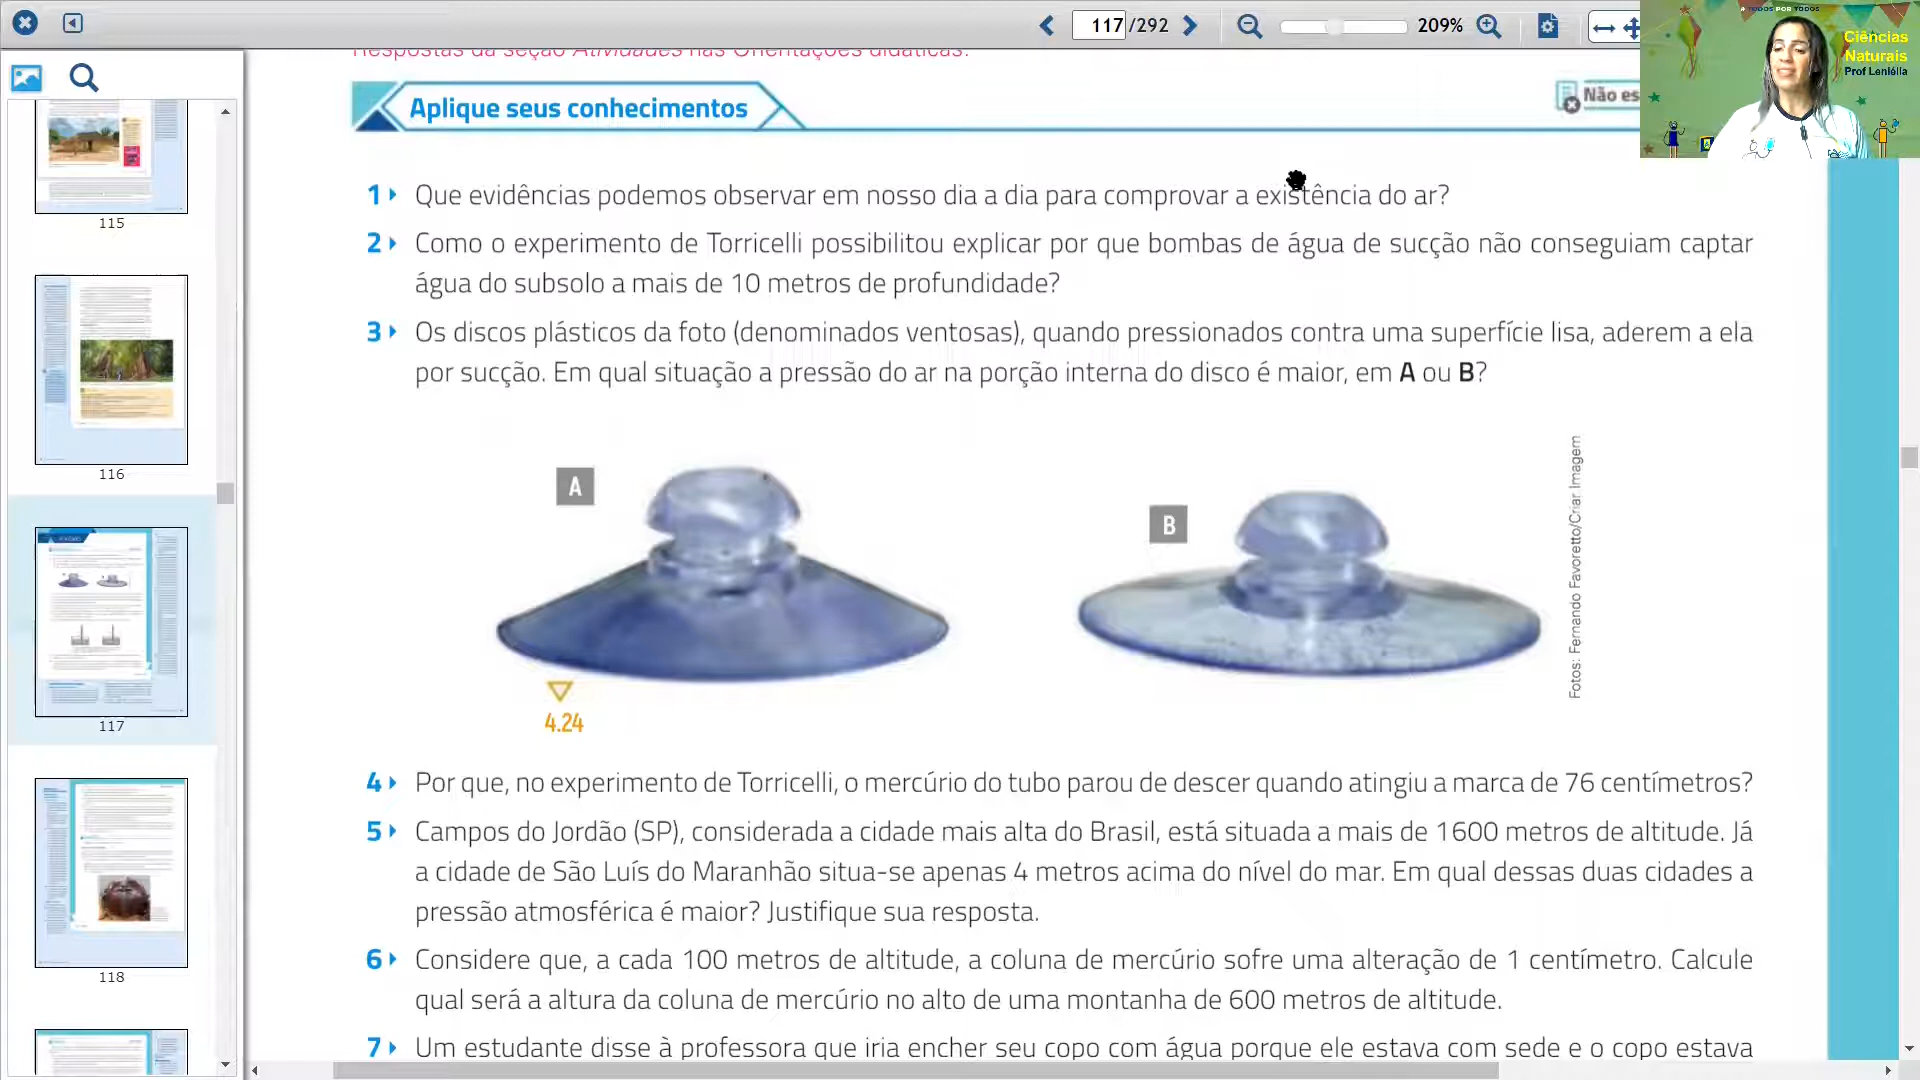 117 /292
209%
# TODOS POR TODOS
Ciências
Naturais
Prof Leniélla
Respostas da seção Atividades nas Orientações didáticas.
Aplique seus conhecimentos
Não es
1 Que evidências podemos observar em nosso dia a dia para comprovar a existência do ar?
2 Como o experimento de Torricelli possibilitou explicar por que bombas de água de sucção não conseguiam captar
água do subsolo a mais de 10 metros de profundidade?
3 Os discos plásticos da foto (denominados ventosas), quando pressionados contra uma superfície lisa, aderem a ela
por sucção. Em qual situação a pressão do ar na porção interna do disco é maior, em A ou B?
A
B
Fotos: Fernando Favoretto/Criar Imagem
4.24
4 Por que, no experimento de Torricelli, o mercúrio do tubo parou de descer quando atingiu a marca de 76 centímetros?
5 Campos do Jordão (SP), considerada a cidade mais alta do Brasil, está situada a mais de 1600 metros de altitude. Já
a cidade de São Luís do Maranhão situa-se apenas 4 metros acima do nível do mar. Em qual dessas duas cidades a
pressão atmosférica é maior? Justifique sua resposta.
6 Considere que, a cada 100 metros de altitude, a coluna de mercúrio sofre uma alteração de 1 centímetro. Calcule
qual será a altura da coluna de mercúrio no alto de uma montanha de 600 metros de altitude.
7 Um estudante disse à professora que iria encher seu copo com água porque ele estava com sede e o copo estava
115
116
117
118